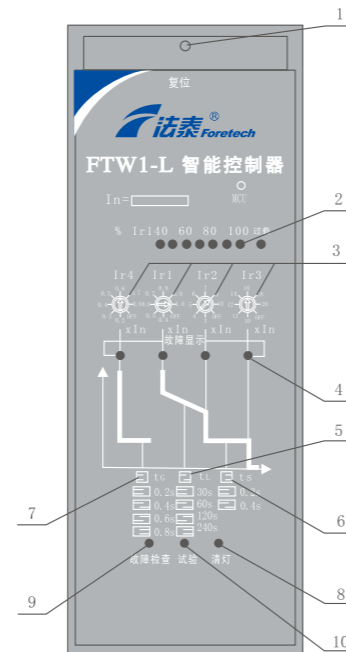 1
复位
法泰® Foretech
FTW1-L 智能控制器
In=
MCU
2
% Ir1 40 60 80 100 过载
3
Ir4 Ir1 Ir2 Ir3
xIn xIn xIn xIn
故障显示
4
5
7 tG tL tS
0.2s 30s 0.2s
0.4s 60s 0.4s
6
0.6s 120s
0.8s 240s
9 故障检查 试验 清灯 8
10